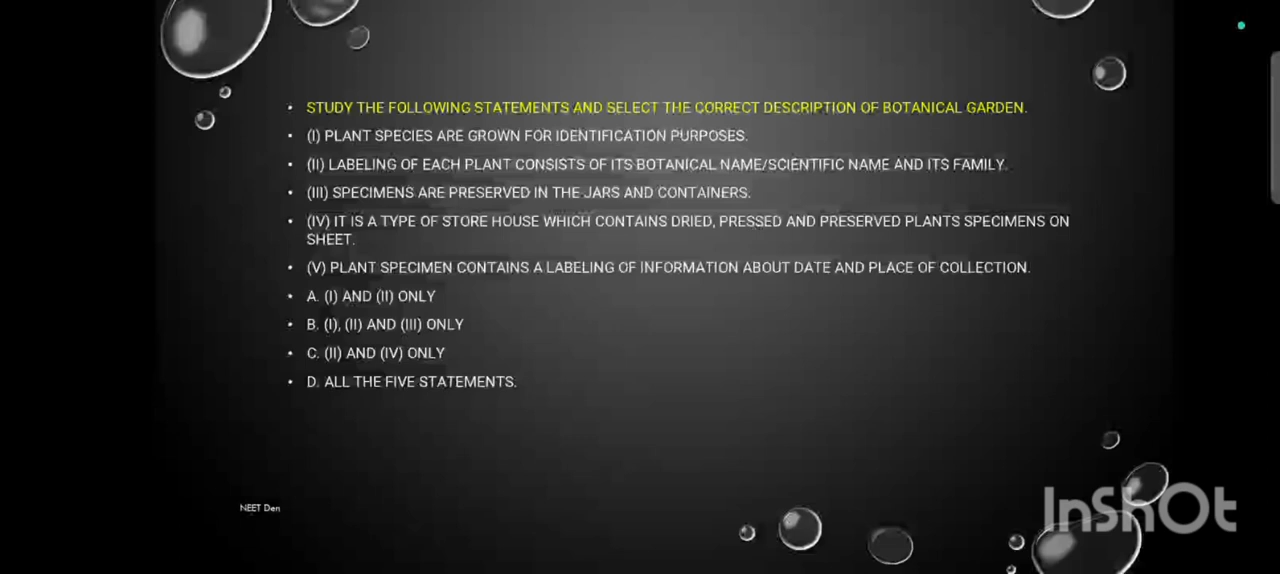 • STUDY THE FOLLOWING STATEMENTS AND SELECT THE CORRECT DESCRIPTION OF BOTANICAL GARDEN.
• (I) PLANT SPECIES ARE GROWN FOR IDENTIFICATION PURPOSES.
• (II) LABELING OF EACH PLANT CONSISTS OF ITS BOTANICAL NAME/SCIENTIFIC NAME AND ITS FAMILY.
• (III) SPECIMENS ARE PRESERVED IN THE JARS AND CONTAINERS.
• (IV) IT IS A TYPE OF STORE HOUSE WHICH CONTAINS DRIED, PRESSED AND PRESERVED PLANTS SPECIMENS ON
SHEET.
• (V) PLANT SPECIMEN CONTAINS A LABELING OF INFORMATION ABOUT DATE AND PLACE OF COLLECTION.
• A. (I) AND (II) ONLY
• B. (I), (II) AND (III) ONLY
• C. (II) AND (IV) ONLY
• D. ALL THE FIVE STATEMENTS.
NEET Den
InShOt